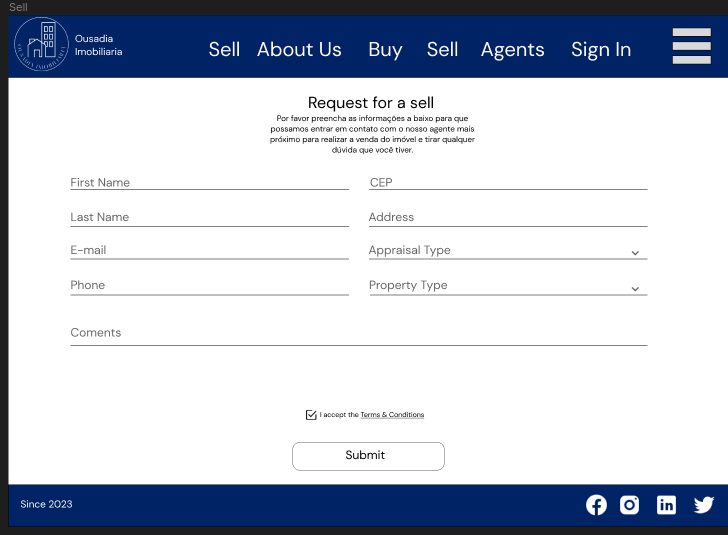 Sell
Ousadia
Imobiliaria
OUSADIA IMOBILIARIA
Sell About Us Buy Sell Agents Sign In
Request for a sell
Por favor preencha as informações a baixo para que
possamos entrar em contato com o nosso agente mais
próximo para realizar a venda do imóvel e tirar qualquer
dúvida que você tiver.
First Name
CEP
Last Name
Address
E-mail
Appraisal Type
Phone
Property Type
Coments
I accept the Terms & Conditions
Submit
Since 2023